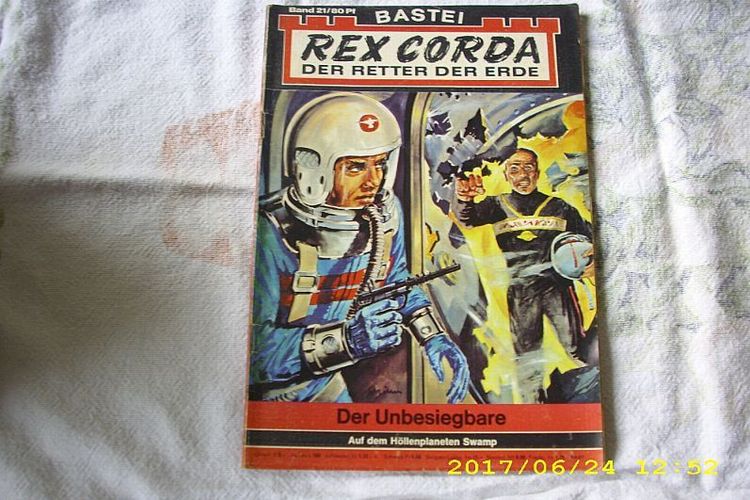 Band 21/80 Pf
BASTEI
REX CORDA
DER RETTER DER ERDE
Der Unbesiegbare
Auf dem Höllenplaneten Swamp
2017/06/24 12:52